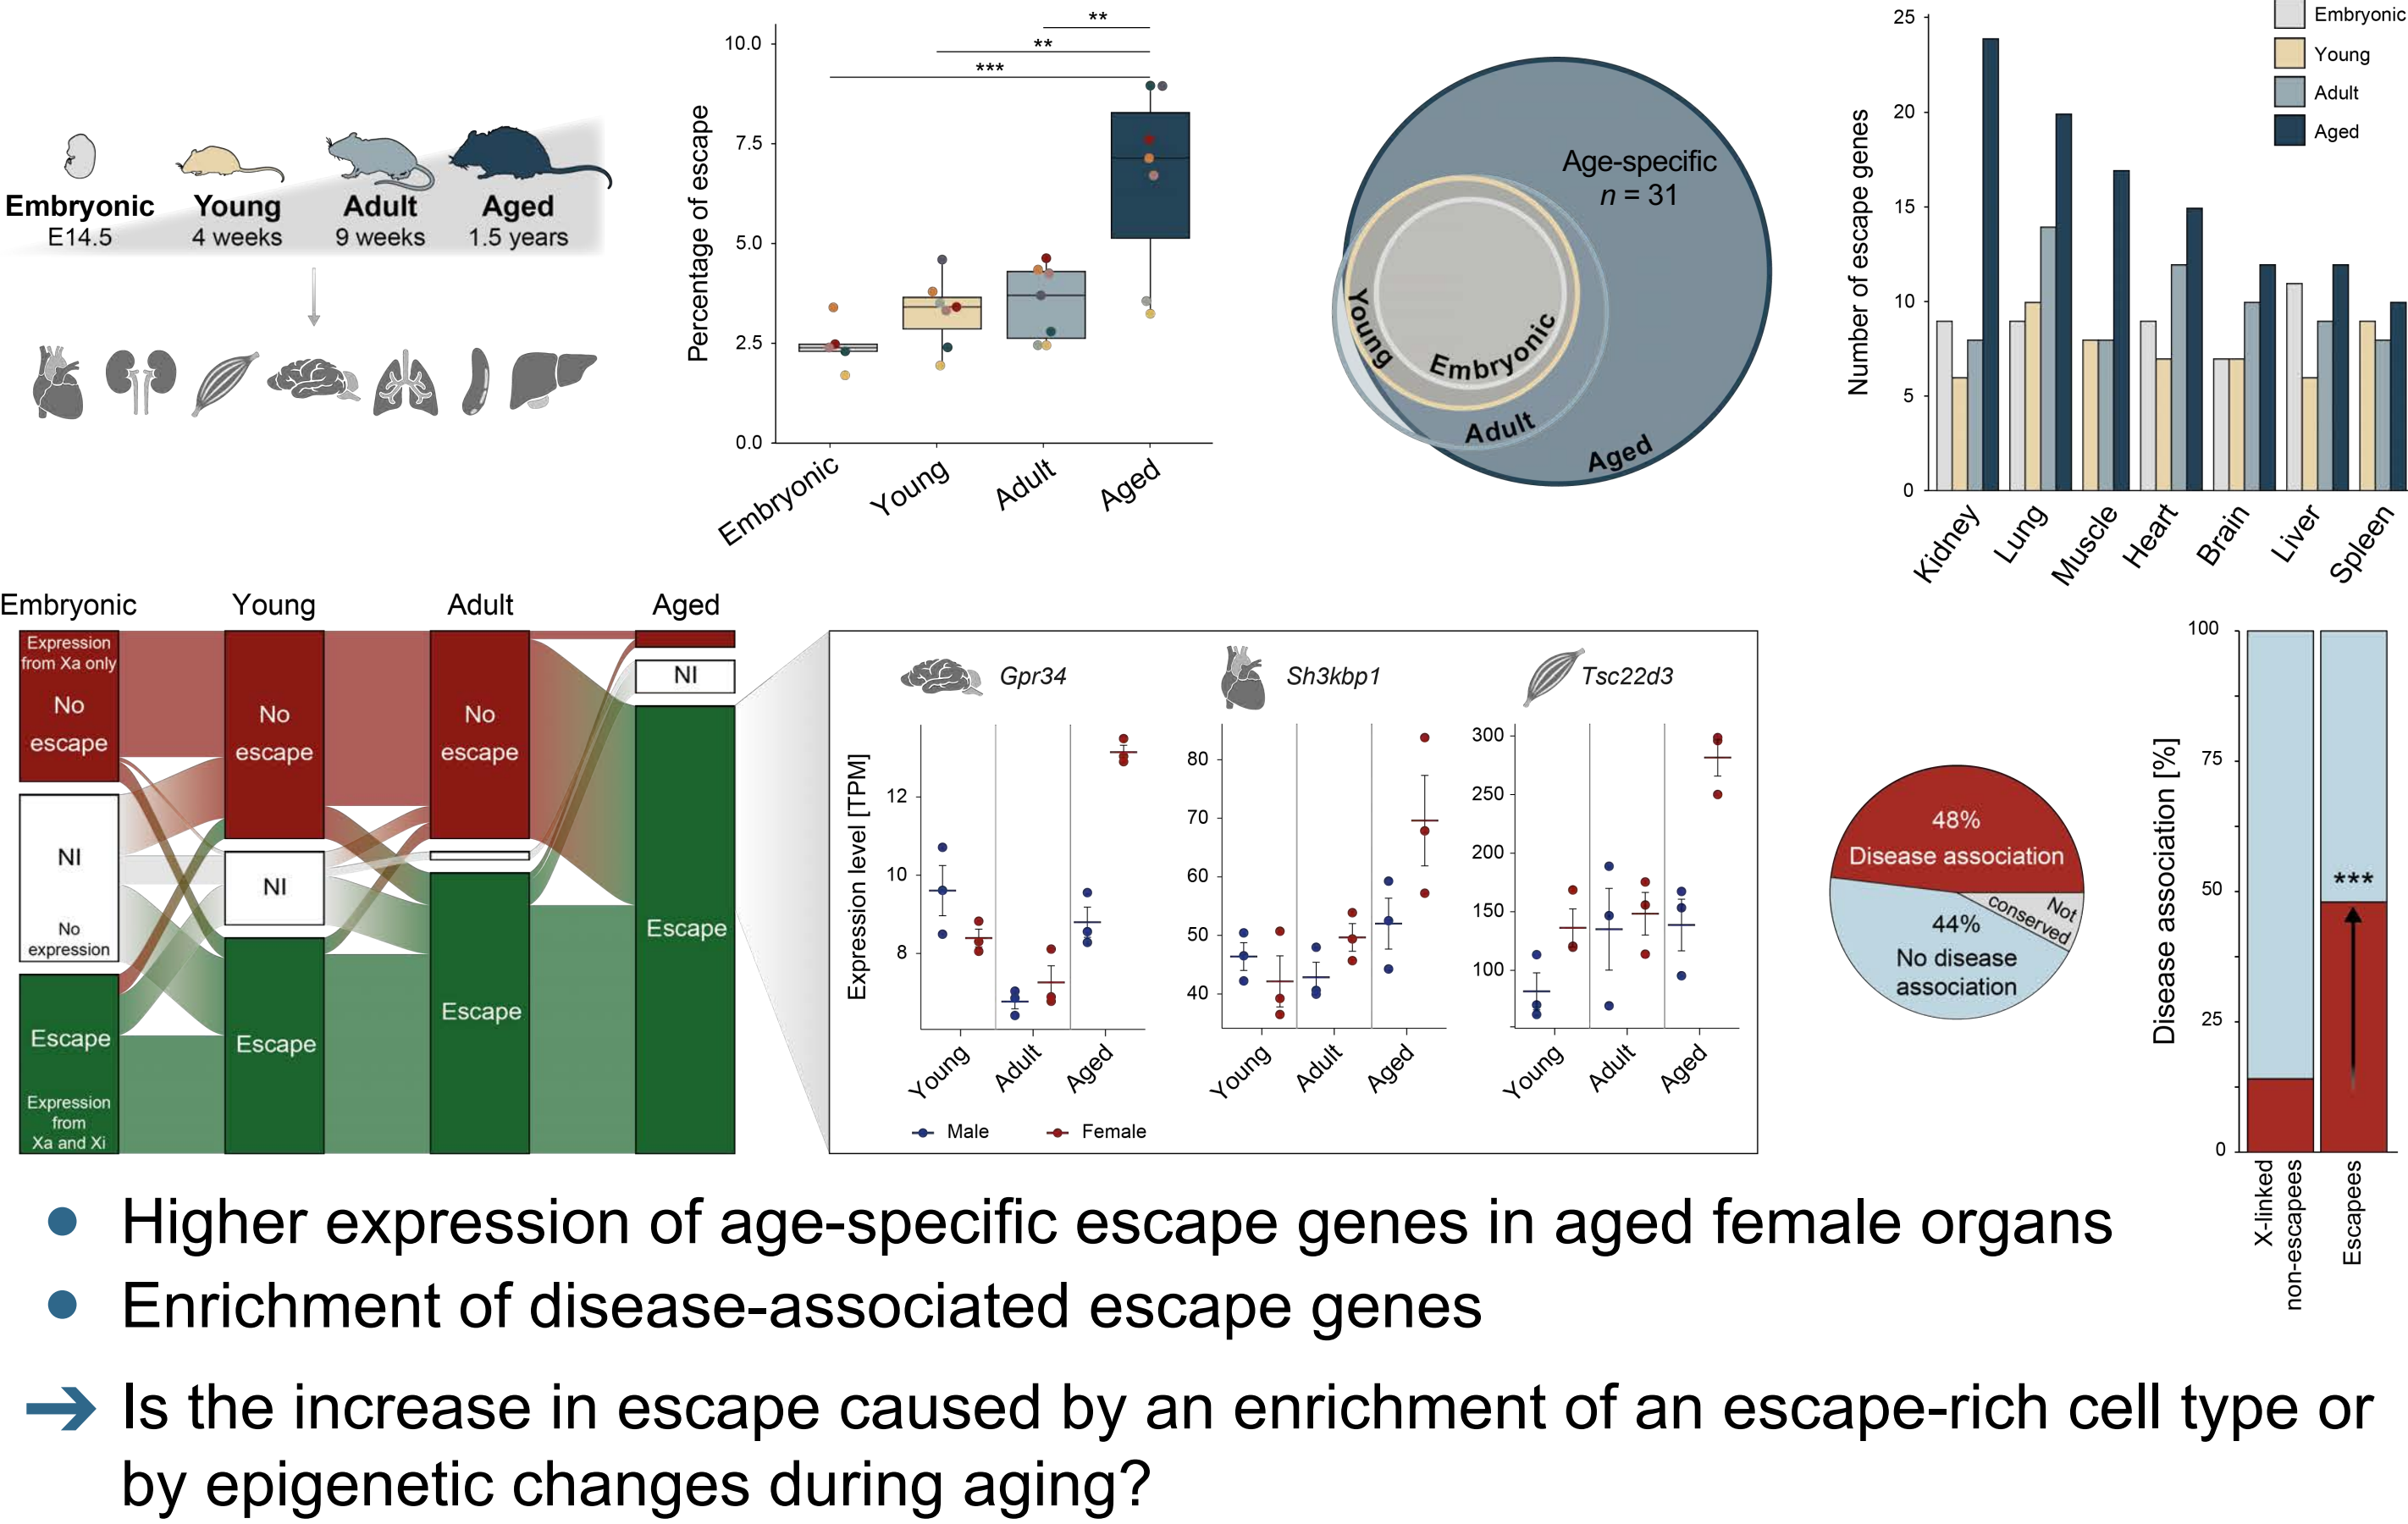 Embryonic
E14.5
Young
4 weeks
Adult
9 weeks
Aged
1.5 years
Percentage of escape
10.0
7.5
5.0
2.5
0.0
**
**
***
Embryonic
Young
Adult
Aged
Age-specific
n = 31
Young
Embryonic
Adult
Aged
Number of escape genes
25
20
15
10
5
0
Embryonic
Young
Adult
Aged
Kidney
Lung
Muscle
Heart
Brain
Liver
Spleen
Embryonic
Young
Adult
Aged
Expression
from Xa only
No
escape
NI
No
expression
Escape
Expression
from
Xa and Xi
No
escape
NI
Escape
No
escape
Escape
NI
Escape
Expression level [TPM]
Gpr34
12
10
8
Young
Adult
Aged
Sh3kbp1
80
70
60
50
40
Young
Adult
Aged
Tsc22d3
300
250
200
150
100
Young
Adult
Aged
Male
Female
48%
Disease association
44%
No disease
association
Not
conserved
Disease association [%]
100
75
50
25
0
***
X-linked
non-escapees
Escapees
● Higher expression of age-specific escape genes in aged female organs
● Enrichment of disease-associated escape genes
→ Is the increase in escape caused by an enrichment of an escape-rich cell type or
by epigenetic changes during aging?